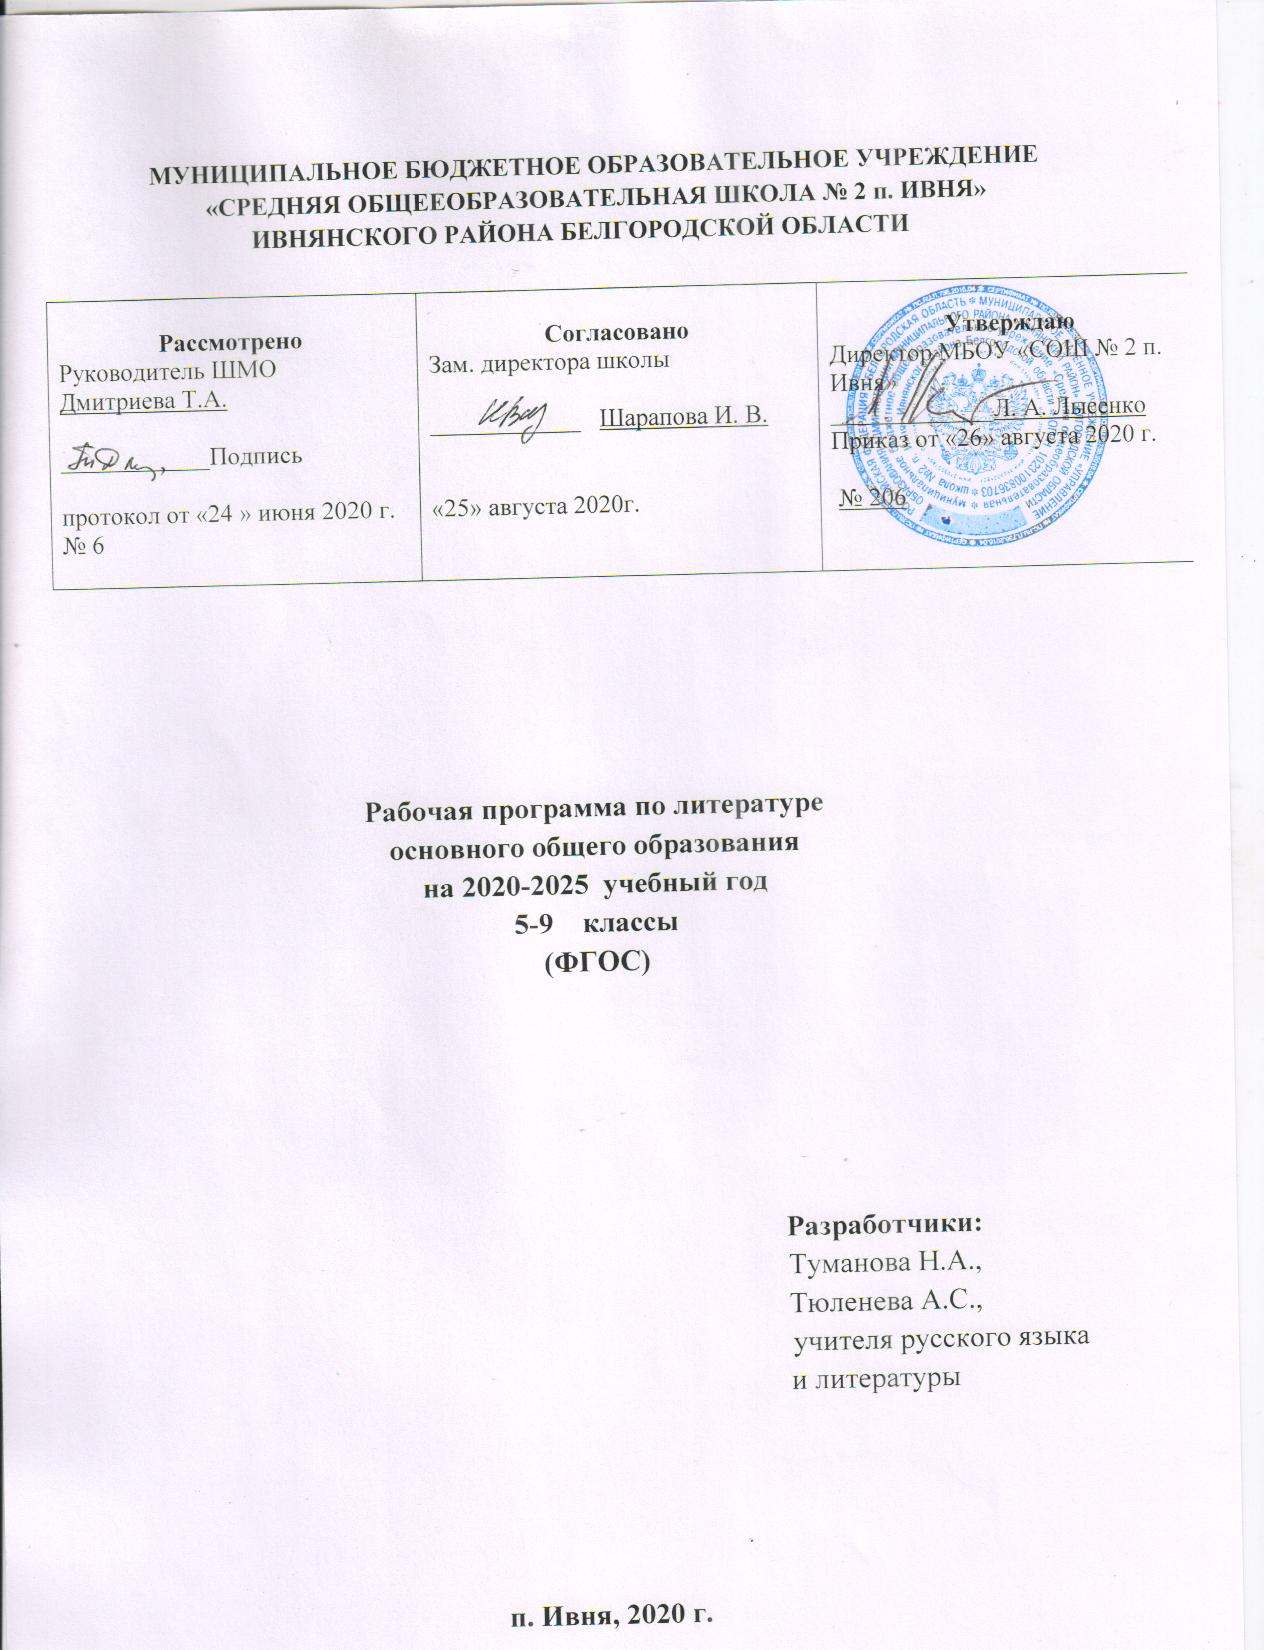 МУНИЦИПАЛЬНОЕ БЮДЖЕТНОЕ ОБРАЗОВАТЕЛЬНОЕ УЧРЕЖДЕНИЕ
«СРЕДНЯЯ ОБЩЕЕОБРАЗОВАТЕЛЬНАЯ ШКОЛА № 2 п. ИВНЯ»
ИВНЯНСКОГО РАЙОНА БЕЛГОРОДСКОЙ ОБЛАСТИ
Рассмотрено
Руководитель ШМО
Дмитриева Т.А.
Подпись
протокол от «24 » июня 2020 г.
№ 6
Согласовано
Зам. директора школы
Шарапова И. В.
«25» августа 2020г.
Утверждаю
Директор МБОУ «СОШ № 2 п.
Ивня»
Л. А. Лысенко
Приказ от «26» августа 2020 г.
№ 206
Рабочая программа по литературе
основного общего образования
на 2020-2025 учебный год
5-9 классы
(ФГОС)
Разработчики:
Туманова Н.А.,
Тюленева А.С.,
учителя русского языка
и литературы
п. Ивня, 2020 г.